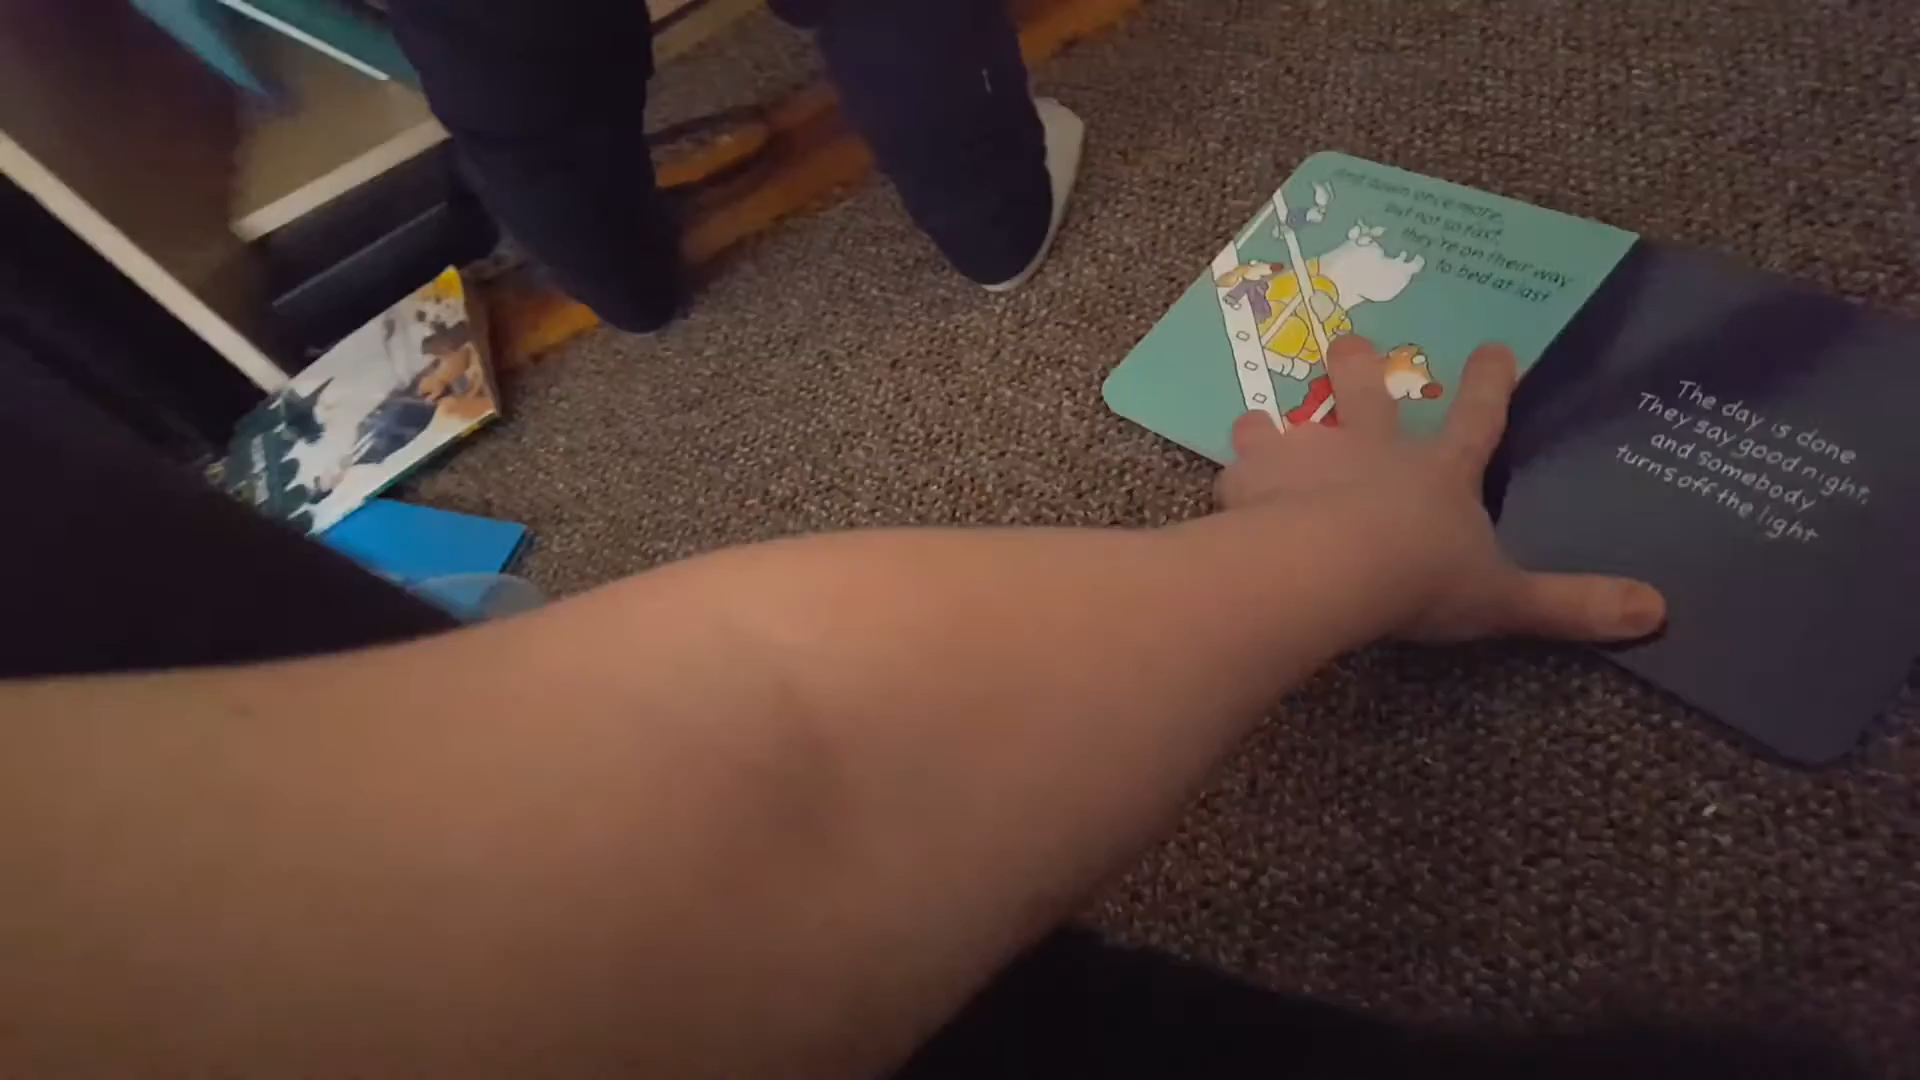 And down once more,
but not so fast,
they're on their way
to bed at last.
The day is done
They say good night,
and somebody
turns off the light